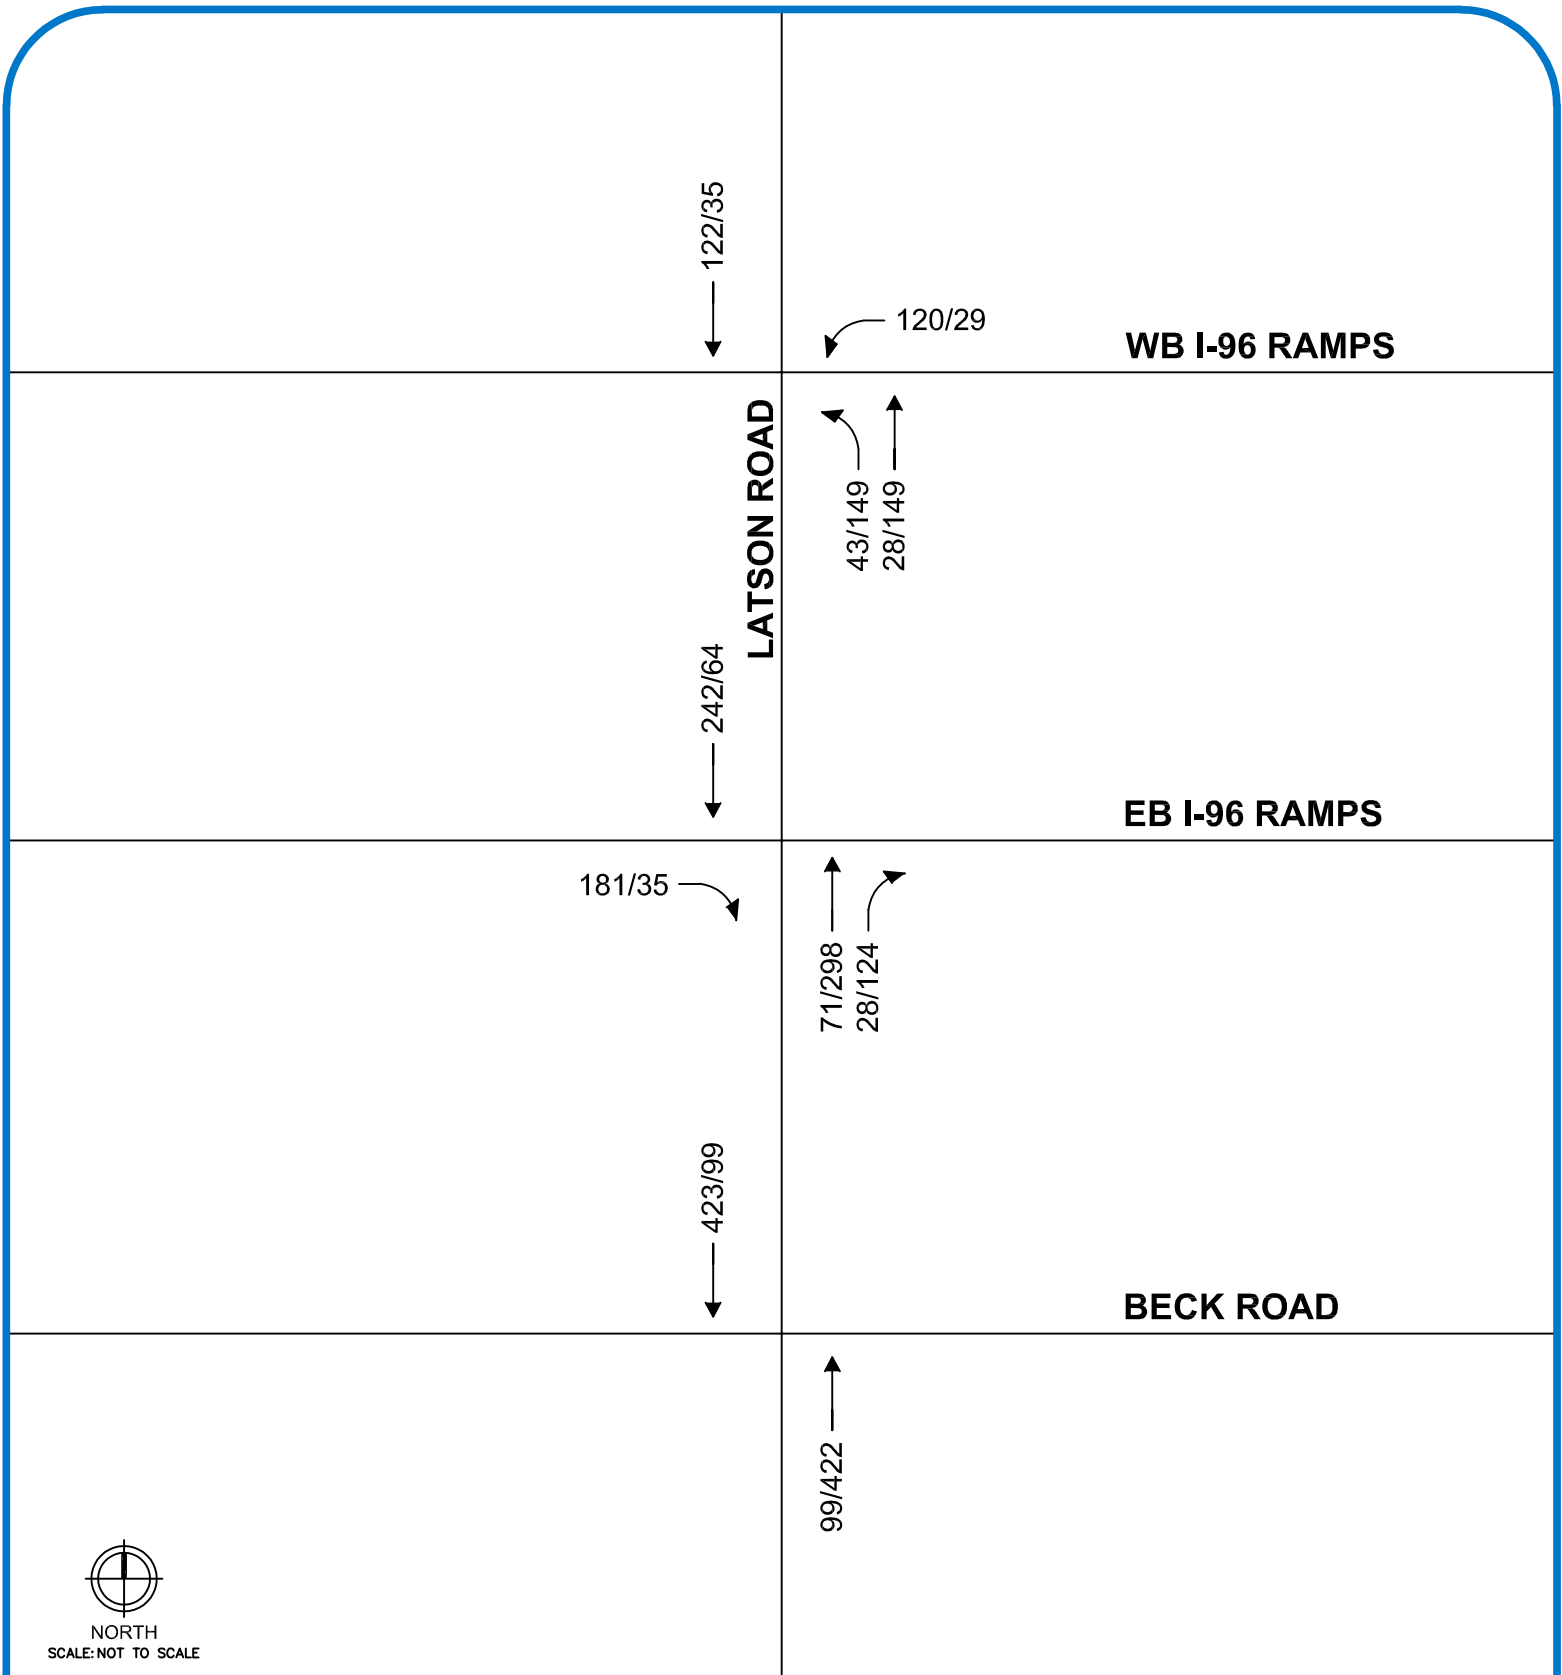 122/35
120/29
WB I-96 RAMPS
LATSON ROAD
43/149
28/149
242/64
EB I-96 RAMPS
181/35
71/298
28/124
423/99
BECK ROAD
99/422
NORTH
SCALE: NOT TO SCALE